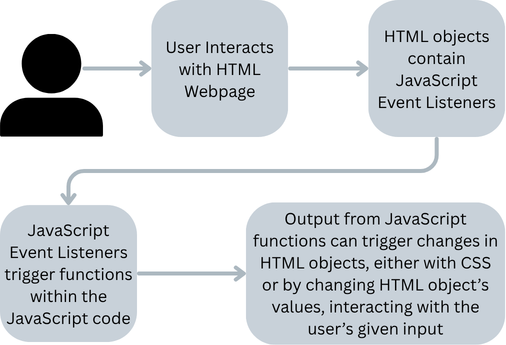 User Interacts
with HTML
Webpage
HTML objects
contain
JavaScript
Event Listeners
JavaScript
Event Listeners
trigger functions
within the
JavaScript code
Output from JavaScript
functions can trigger changes in
HTML objects, either with CSS
or by changing HTML object's
values, interacting with the
user's given input